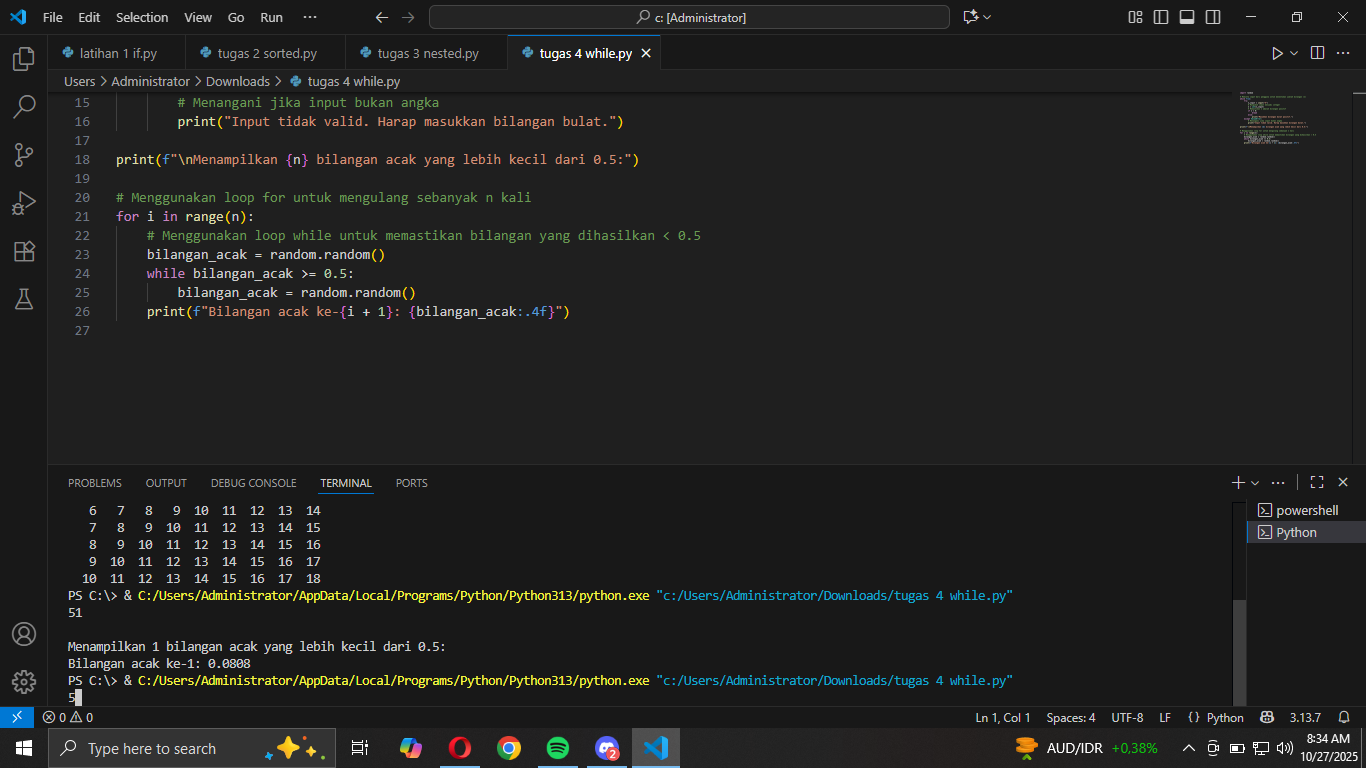 File Edit Selection View Go Run ··· c: [Administrator]
latihan 1 if.py tugas 2 sorted.py tugas 3 nested.py tugas 4 while.py
Users > Administrator > Downloads > tugas 4 while.py
15 # Menangani jika input bukan angka
16 print("Input tidak valid. Harap masukkan bilangan bulat.")
17
18 print(f"\nMenampilkan {n} bilangan acak yang lebih kecil dari 0.5:")
19
20 # Menggunakan loop for untuk mengulang sebanyak n kali
21 for i in range(n):
22 # Menggunakan loop while untuk memastikan bilangan yang dihasilkan < 0.5
23 bilangan_acak = random.random()
24 while bilangan_acak >= 0.5:
25 bilangan_acak = random.random()
26 print(f"Bilangan acak ke-{i + 1}: {bilangan_acak:.4f}")
27
PROBLEMS OUTPUT DEBUG CONSOLE TERMINAL PORTS
6 7 8 9 10 11 12 13 14
7 8 9 10 11 12 13 14 15
8 9 10 11 12 13 14 15 16
9 10 11 12 13 14 15 16 17
10 11 12 13 14 15 16 17 18
PS C:\> & C:/Users/Administrator/AppData/Local/Programs/Python/Python313/python.exe "c:/Users/Administrator/Downloads/tugas 4 while.py"
51

Menampilkan 1 bilangan acak yang lebih kecil dari 0.5:
Bilangan acak ke-1: 0.0808
PS C:\> & C:/Users/Administrator/AppData/Local/Programs/Python/Python313/python.exe "c:/Users/Administrator/Downloads/tugas 4 while.py"
5
powershell
Python
0 0 Ln 1, Col 1 Spaces: 4 UTF-8 LF {} Python 3.13.7
Type here to search 2 AUD/IDR +0,38% 8:34 AM
10/27/2025